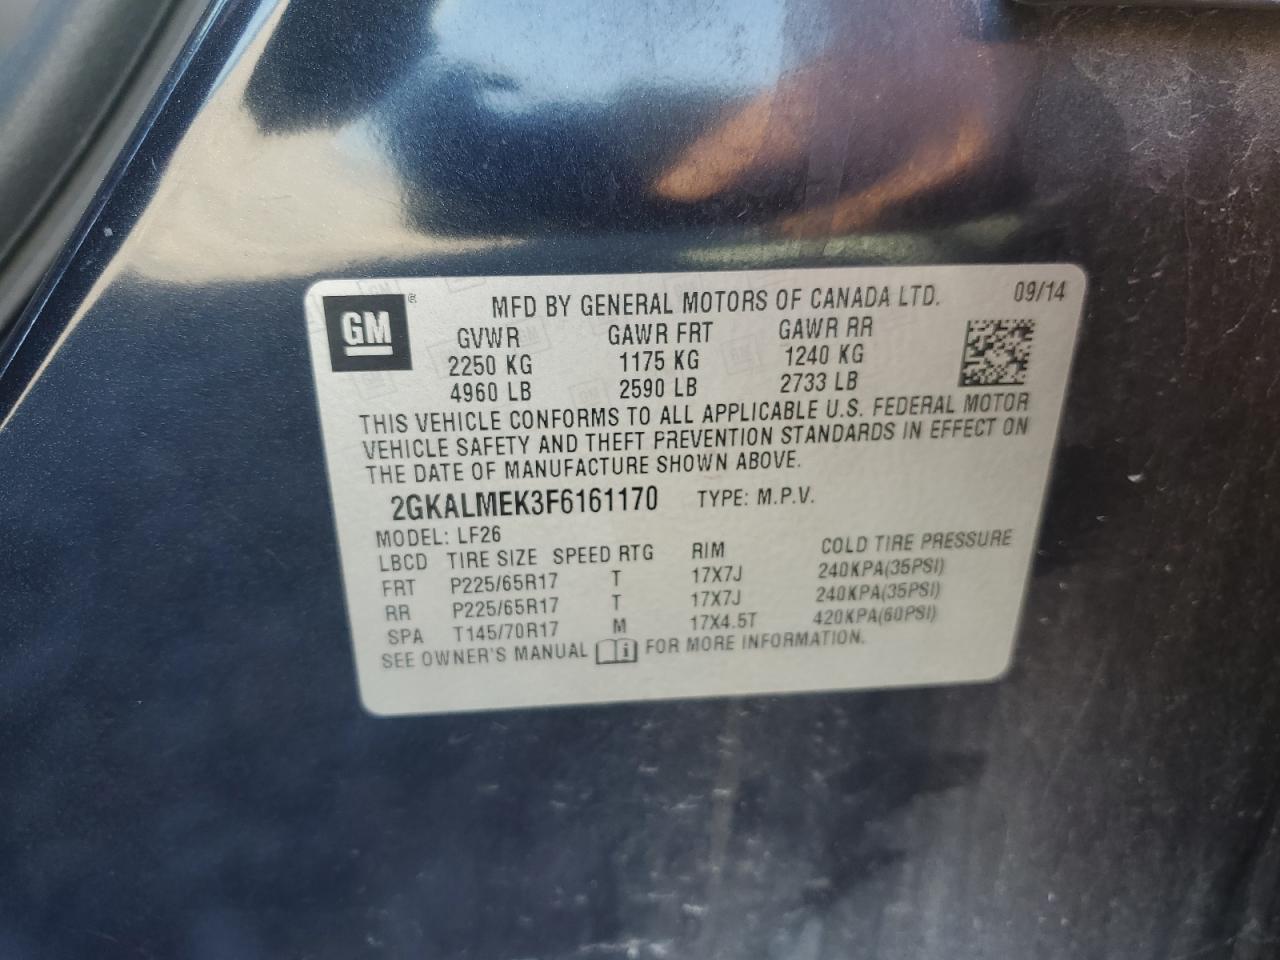 GM ®
MFD BY GENERAL MOTORS OF CANADA LTD. 09/14
GVWR GAWR FRT GAWR RR
2250 KG 1175 KG 1240 KG
4960 LB 2590 LB 2733 LB
THIS VEHICLE CONFORMS TO ALL APPLICABLE U.S. FEDERAL MOTOR
VEHICLE SAFETY AND THEFT PREVENTION STANDARDS IN EFFECT ON
THE DATE OF MANUFACTURE SHOWN ABOVE.
2GKALMEK3F6161170 TYPE: M.P.V.
MODEL: LF26
LBCD TIRE SIZE SPEED RTG RIM COLD TIRE PRESSURE
FRT P225/65R17 T 17X7J 240KPA(35PSI)
RR P225/65R17 T 17X7J 240KPA(35PSI)
SPA T145/70R17 M 17X4.5T 420KPA(60PSI)
SEE OWNER'S MANUAL i FOR MORE INFORMATION.